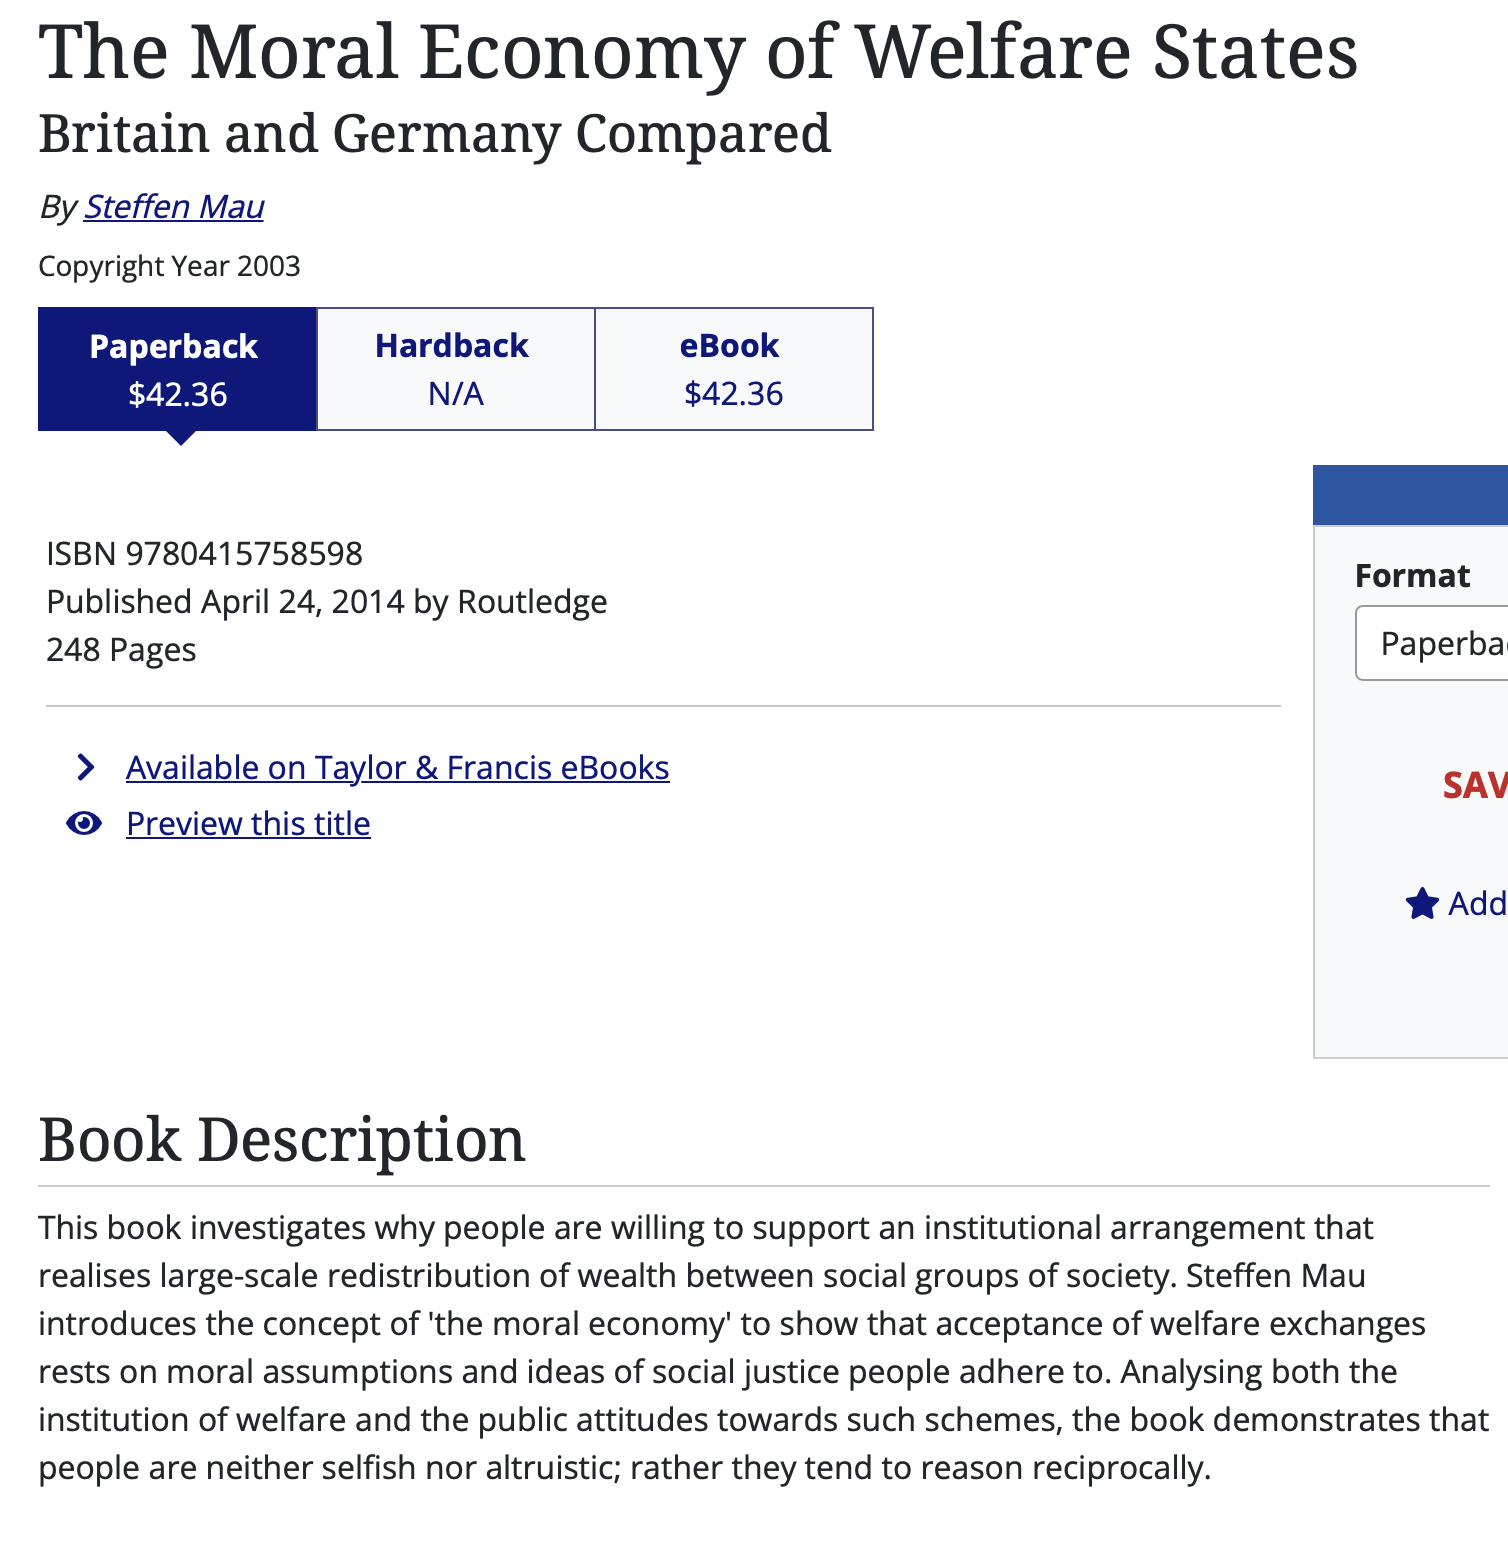 The Moral Economy of Welfare States
Britain and Germany Compared
By Steffen Mau
Copyright Year 2003
Paperback
$42.36
Hardback
N/A
eBook
$42.36
ISBN 9780415758598
Published April 24, 2014 by Routledge
248 Pages
Available on Taylor & Francis eBooks
Preview this title
Format
Paperba
SAV
Add
Book Description
This book investigates why people are willing to support an institutional arrangement that
realises large-scale redistribution of wealth between social groups of society. Steffen Mau
introduces the concept of 'the moral economy' to show that acceptance of welfare exchanges
rests on moral assumptions and ideas of social justice people adhere to. Analysing both the
institution of welfare and the public attitudes towards such schemes, the book demonstrates that
people are neither selfish nor altruistic; rather they tend to reason reciprocally.